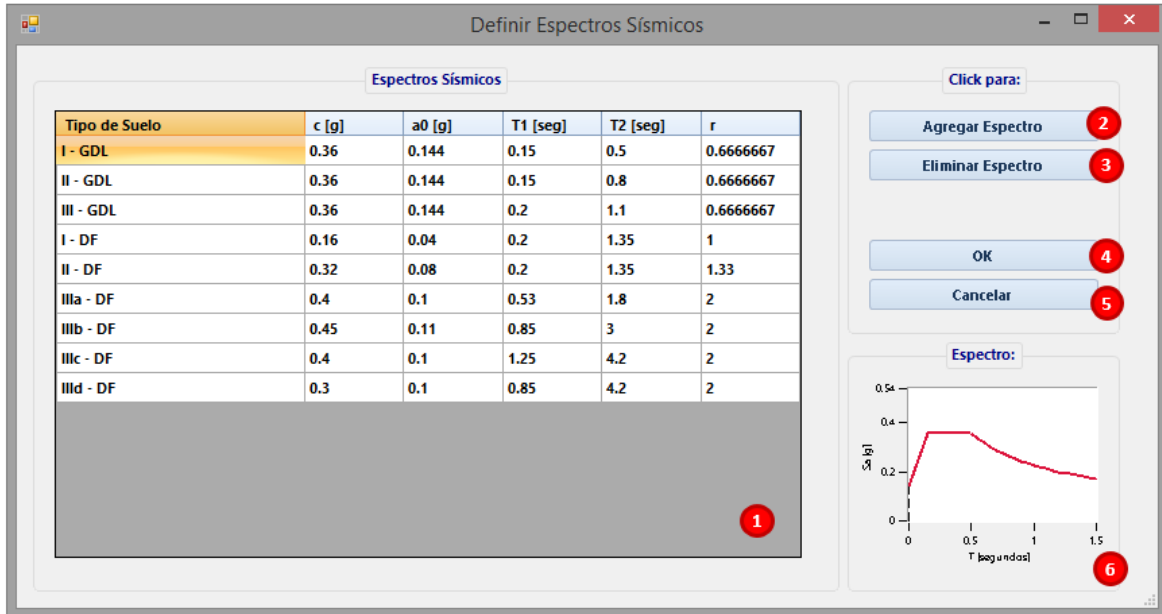 Definir Espectros Sísmicos
Espectros Sísmicos
Tipo de Suelo c [g] a0 [g] T1 [seg] T2 [seg] r
I - GDL 0.36 0.144 0.15 0.5 0.6666667
II - GDL 0.36 0.144 0.15 0.8 0.6666667
III - GDL 0.36 0.144 0.2 1.1 0.6666667
I - DF 0.16 0.04 0.2 1.35 1
II - DF 0.32 0.08 0.2 1.35 1.33
IIIa - DF 0.4 0.1 0.53 1.8 2
IIIb - DF 0.45 0.11 0.85 3 2
IIIc - DF 0.4 0.1 1.25 4.2 2
IIId - DF 0.3 0.1 0.85 4.2 2
1
Click para:
Agregar Espectro 2
Eliminar Espectro 3
OK 4
Cancelar 5
Espectro:
0.54
0.4
0.2
0
Sa [g]
0 0.5 1 1.5
T [segundos]
6